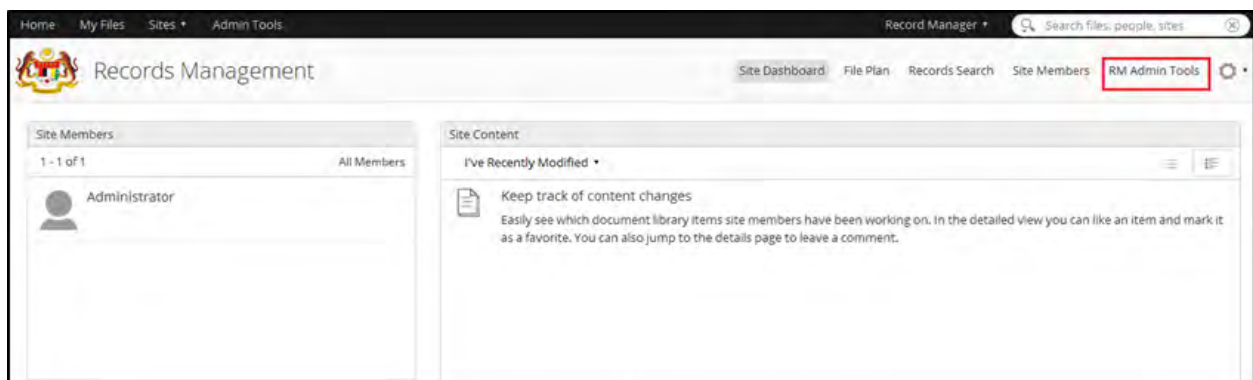 Home My Files Sites Admin Tools Record Manager Search files, people, sites
Records Management Site Dashboard File Plan Records Search Site Members RM Admin Tools
Site Members
1 - 1 of 1 All Members
Administrator
Site Content
I've Recently Modified
Keep track of content changes
Easily see which document library items site members have been working on. In the detailed view you can like an item and mark it
as a favorite. You can also jump to the details page to leave a comment.